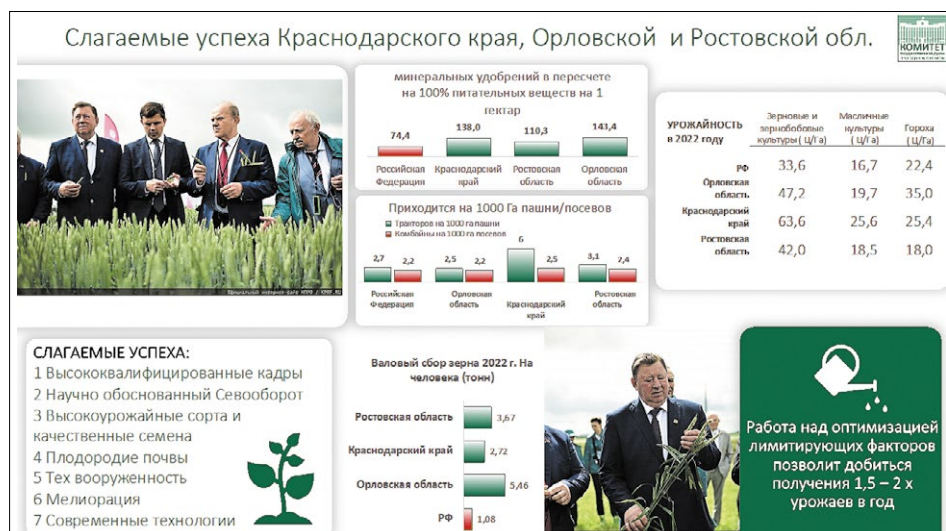 Слагаемые успеха Краснодарского края, Орловской и Ростовской обл.
КОМИТЕТ
минеральных удобрений в пересчете
на 100% питательных веществ на 1
гектар
74,4
138,0
110,3
143,4
Российская Федерация
Краснодарский край
Ростовская область
Орловская область
Приходится на 1000 Га пашни/посевов
Тракторов на 1000 га пашни
Комбайны на 1000 га посевов
2,7 2,2
2,5 2,2
6 2,5
3,1
Российская Федерация
Орловская область
Краснодарский край
Ростовская область
УРОЖАЙНОСТЬ
в 2022 году
Зерновые и зернобобовые культуры ( Ц/Га)
Масличные культуры ( Ц/Га)
Гороха ( Ц/Га)
РФ 33,6 16,7 22,4
Орловская область 47,2 19,7 35,0
Краснодарский край 63,6 25,6 25,4
Ростовская область 42,0 18,5 18,0
СЛАГАЕМЫЕ УСПЕХА:
1 Высококвалифицированные кадры
2 Научно обоснованный Севооборот
3 Высокоурожайные сорта и
качественные семена
4 Плодородие почвы
5 Тех вооруженность
6 Мелиорация
7 Современные технологии
Валовый сбор зерна 2022 г. На
человека (тонн)
Ростовская область 3,67
Краснодарский край 2,72
Орловская область 5,46
РФ 1,08
Работа над оптимизацией
лимитирующих факторов
позволит добиться
получения 1,5 – 2 х
урожаев в год